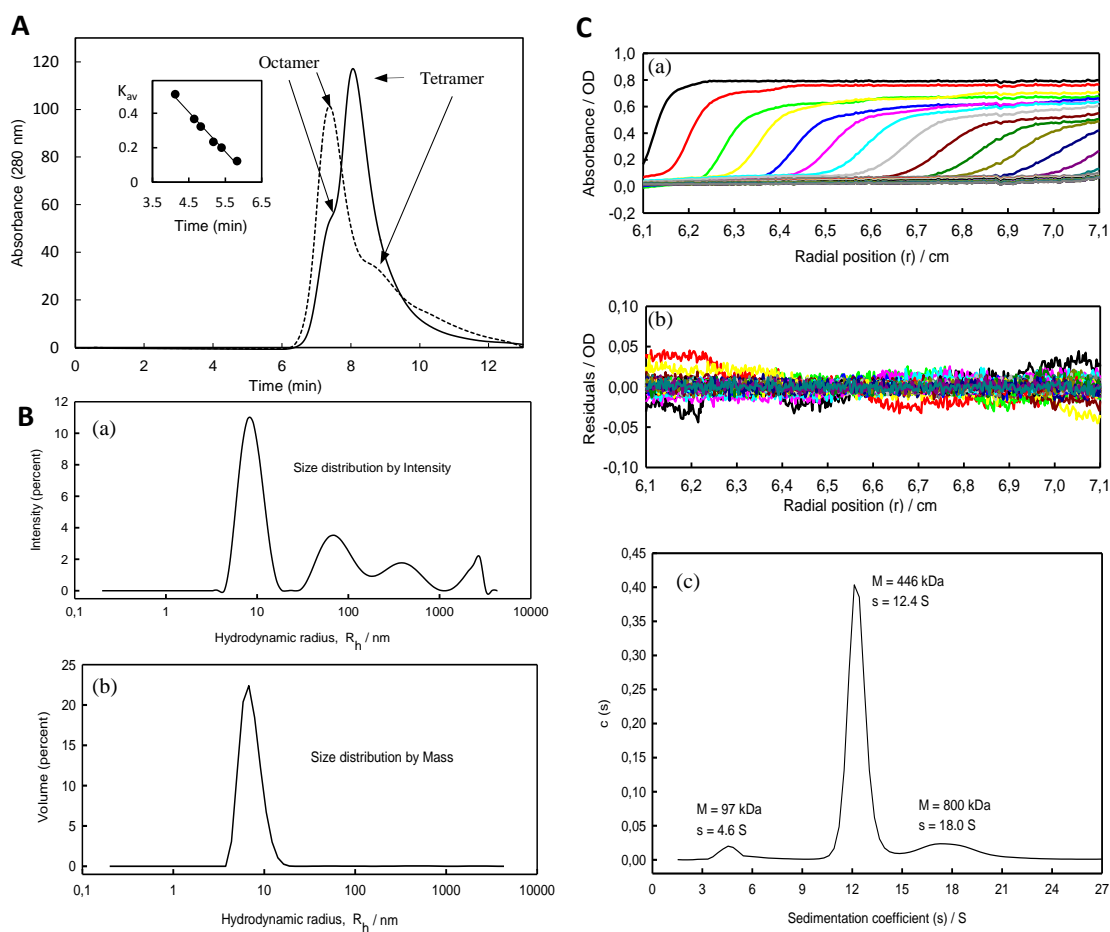 A
120
100
80
60
40
20
0
0 2 4 6 8 10 12
Absorbance (280 nm)
Time (min)
Octamer
Tetramer
Kav
0.4
0.2
0
3.5 4.5 5.5 6.5
Time (min)
B
(a)
Size distribution by Intensity
12
10
8
6
4
2
0
0,1 1 10 100 1000 10000
Intensity (percent)
Hydrodynamic radius, Rh / nm
(b)
Size distribution by Mass
25
20
15
10
5
0
0,1 1 10 100 1000 10000
Volume (percent)
Hydrodynamic radius, Rh / nm
C
(a)
1,0
0,8
0,6
0,4
0,2
0,0
-0,2
6,1 6,2 6,3 6,4 6,5 6,6 6,7 6,8 6,9 7,0 7,1
Absorbance / OD
Radial position (r) / cm
(b)
0,10
0,05
0,00
-0,05
-0,10
6,1 6,2 6,3 6,4 6,5 6,6 6,7 6,8 6,9 7,0 7,1
Residuals / OD
Radial position (r) / cm
(c)
0,45
0,40
0,35
0,30
0,25
0,20
0,15
0,10
0,05
0,00
M = 446 kDa
s = 12.4 S
M = 97 kDa
s = 4.6 S
M = 800 kDa
s = 18.0 S
0 3 6 9 12 15 18 21 24 27
c (s)
Sedimentation coefficient (s) / S